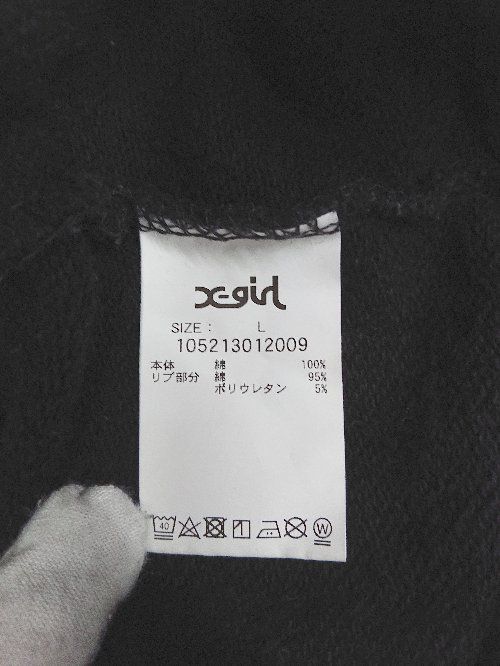 X-girl
SIZE : L
105213012009
本体 綿 100%
リブ部分 綿 95%
ポリウレタン 5%
40
W